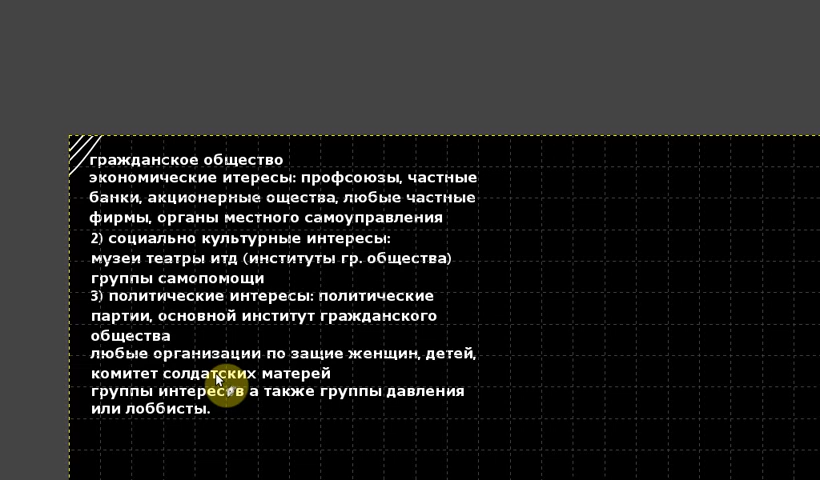 гражданское общество
экономические итересы: профсоюзы, частные
банки, акционерные ощества, любые частные
фирмы, органы местного самоуправления
2) социально культурные интересы:
музеи театры итд (институты гр. общества)
группы самопомощи
3) политические интересы: политические
партии, основной институт гражданского
общества
любые организации по защие женщин, детей,
комитет солдатских матерей
группы интереств а также группы давления
или лоббисты.